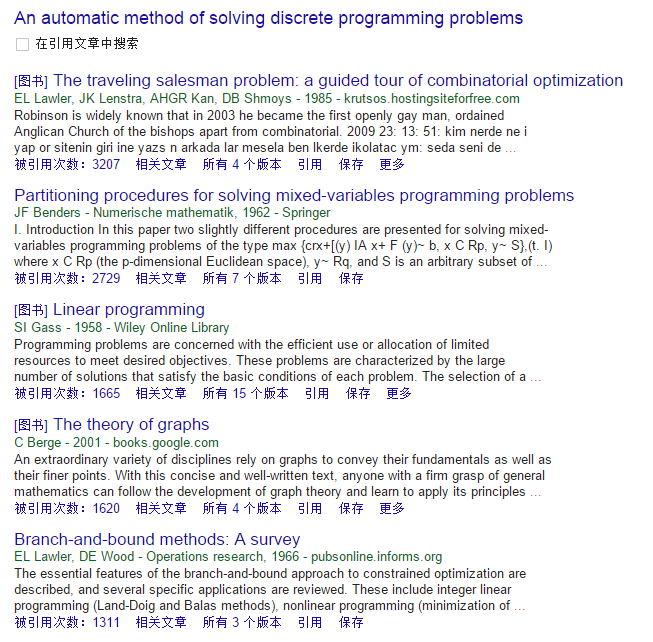 An automatic method of solving discrete programming problems
在引用文章中搜索
[图书] The traveling salesman problem: a guided tour of combinatorial optimization
EL Lawler, JK Lenstra, AHGR Kan, DB Shmoys - 1985 - krutsos.hostingsiteforfree.com
Robinson is widely known that in 2003 he became the first openly gay man, ordained
Anglican Church of the bishops apart from combinatorial. 2009 23: 13: 51: kim nerde ne i
yap or sitenin giri ine yazs n arkada lar mesela ben lkerde ikolatac ym: seda seni de ...
被引用次数：3207 相关文章 所有 4 个版本 引用 保存 更多
Partitioning procedures for solving mixed-variables programming problems
JF Benders - Numerische mathematik, 1962 - Springer
I. Introduction In this paper two slightly different procedures are presented for solving mixed-
variables programming problems of the type max {crx+[(y) IA x+ F (y)~ b, x C Rp, y~ S},(t. I)
where x C Rp (the p-dimensional Euclidean space), y~ Rq, and S is an arbitrary subset of ...
被引用次数：2729 相关文章 所有 7 个版本 引用 保存
[图书] Linear programming
SI Gass - 1958 - Wiley Online Library
Programming problems are concerned with the efficient use or allocation of limited
resources to meet desired objectives. These problems are characterized by the large
number of solutions that satisfy the basic conditions of each problem. The selection of a ...
被引用次数：1665 相关文章 所有 15 个版本 引用 保存 更多
[图书] The theory of graphs
C Berge - 2001 - books.google.com
An extraordinary variety of disciplines rely on graphs to convey their fundamentals as well as
their finer points. With this concise and well-written text, anyone with a firm grasp of general
mathematics can follow the development of graph theory and learn to apply its principles ...
被引用次数：1620 相关文章 所有 4 个版本 引用 保存 更多
Branch-and-bound methods: A survey
EL Lawler, DE Wood - Operations research, 1966 - pubsonline.informs.org
The essential features of the branch-and-bound approach to constrained optimization are
described, and several specific applications are reviewed. These include integer linear
programming (Land-Doig and Balas methods), nonlinear programming (minimization of ...
被引用次数：1311 相关文章 所有 3 个版本 引用 保存